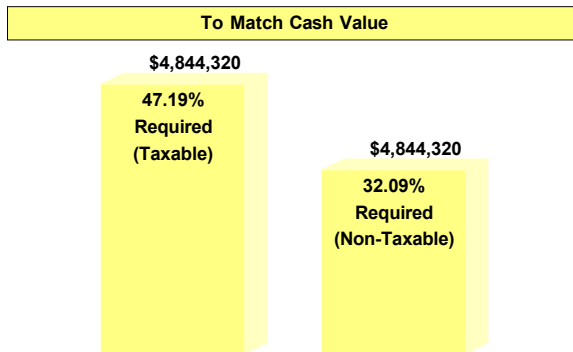 To Match Cash Value
$4,844,320
47.19%
Required
(Taxable)
$4,844,320
32.09%
Required
(Non-Taxable)